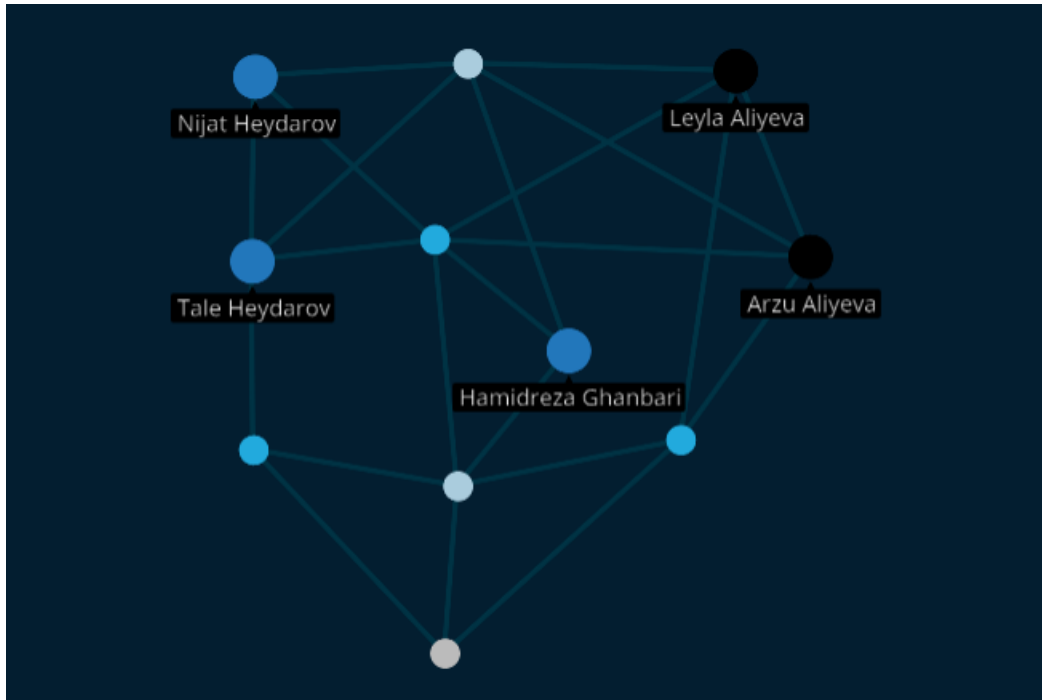 Nijat Heydarov
Leyla Aliyeva
Tale Heydarov
Arzu Aliyeva
Hamidreza Ghanbari